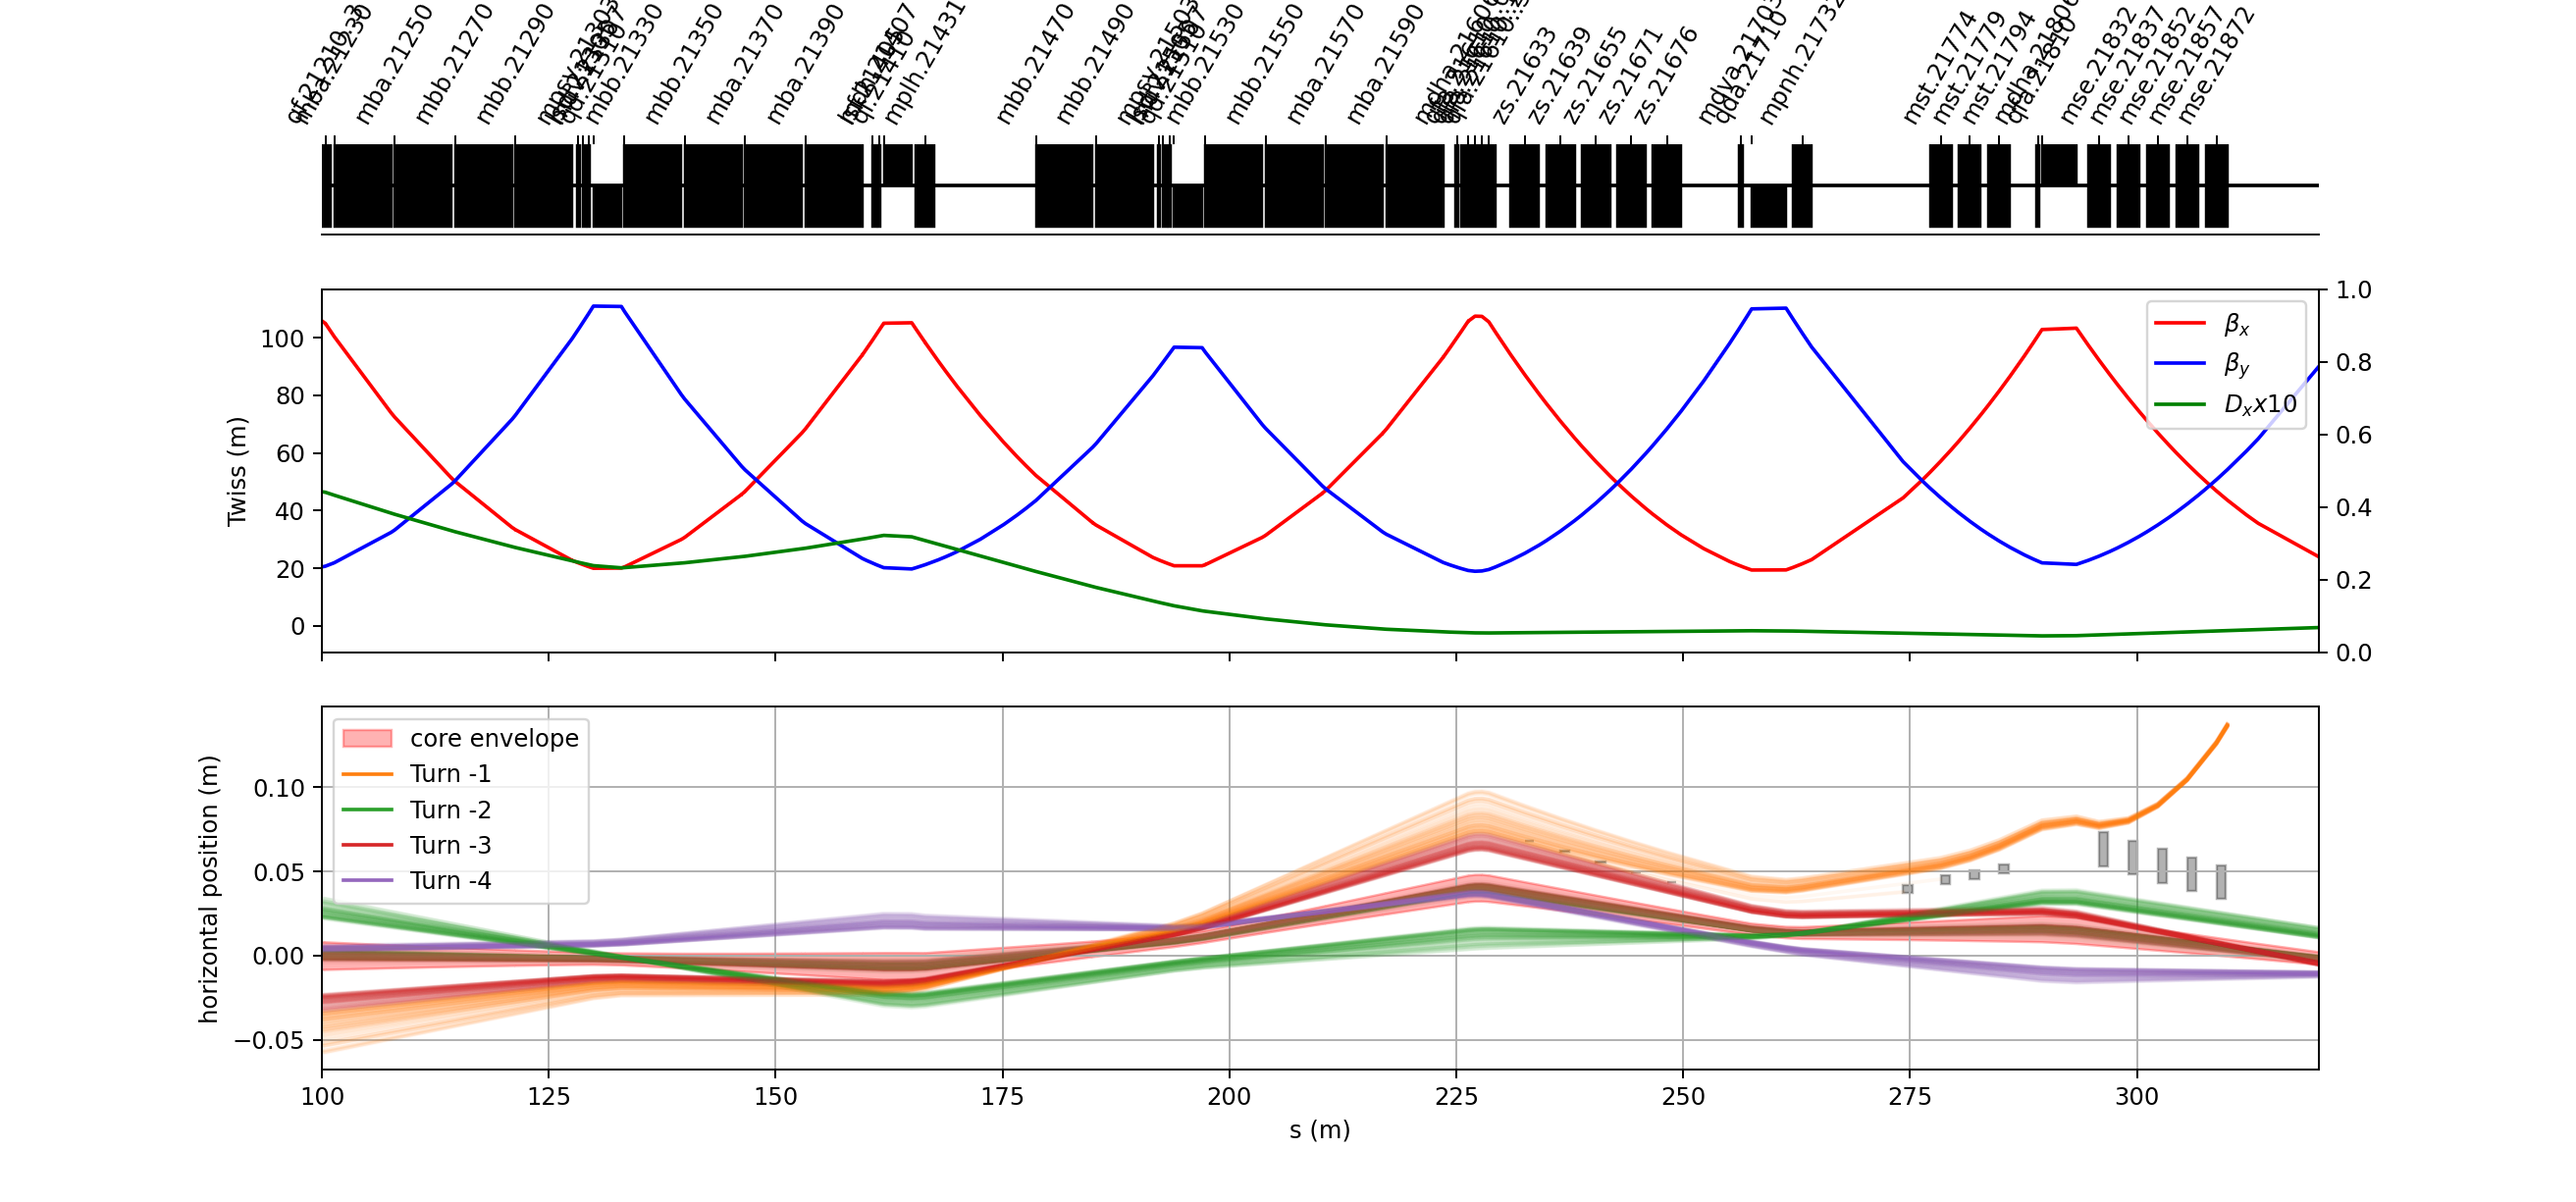 mba.21250
mbb.21270
mbb.21290
mbb.21330
mbb.21350
mba.21370
mba.21390
mplh.21431
mbb.21470
mbb.21490
mbb.21530
mbb.21550
mba.21570
mba.21590
zs.21633
zs.21639
zs.21655
zs.21671
zs.21676
qda.21710
mpnh.21732
mst.21774
mst.21779
mst.21794
qfa.21810
mse.21832
mse.21837
mse.21852
mse.21857
mse.21872
Twiss (m)
100
80
60
40
20
0
1.0
0.8
0.6
0.4
0.2
0.0
βx
βy
Dxx10
horizontal position (m)
0.10
0.05
0.00
−0.05
core envelope
Turn -1
Turn -2
Turn -3
Turn -4
100 125 150 175 200 225 250 275 300
s (m)